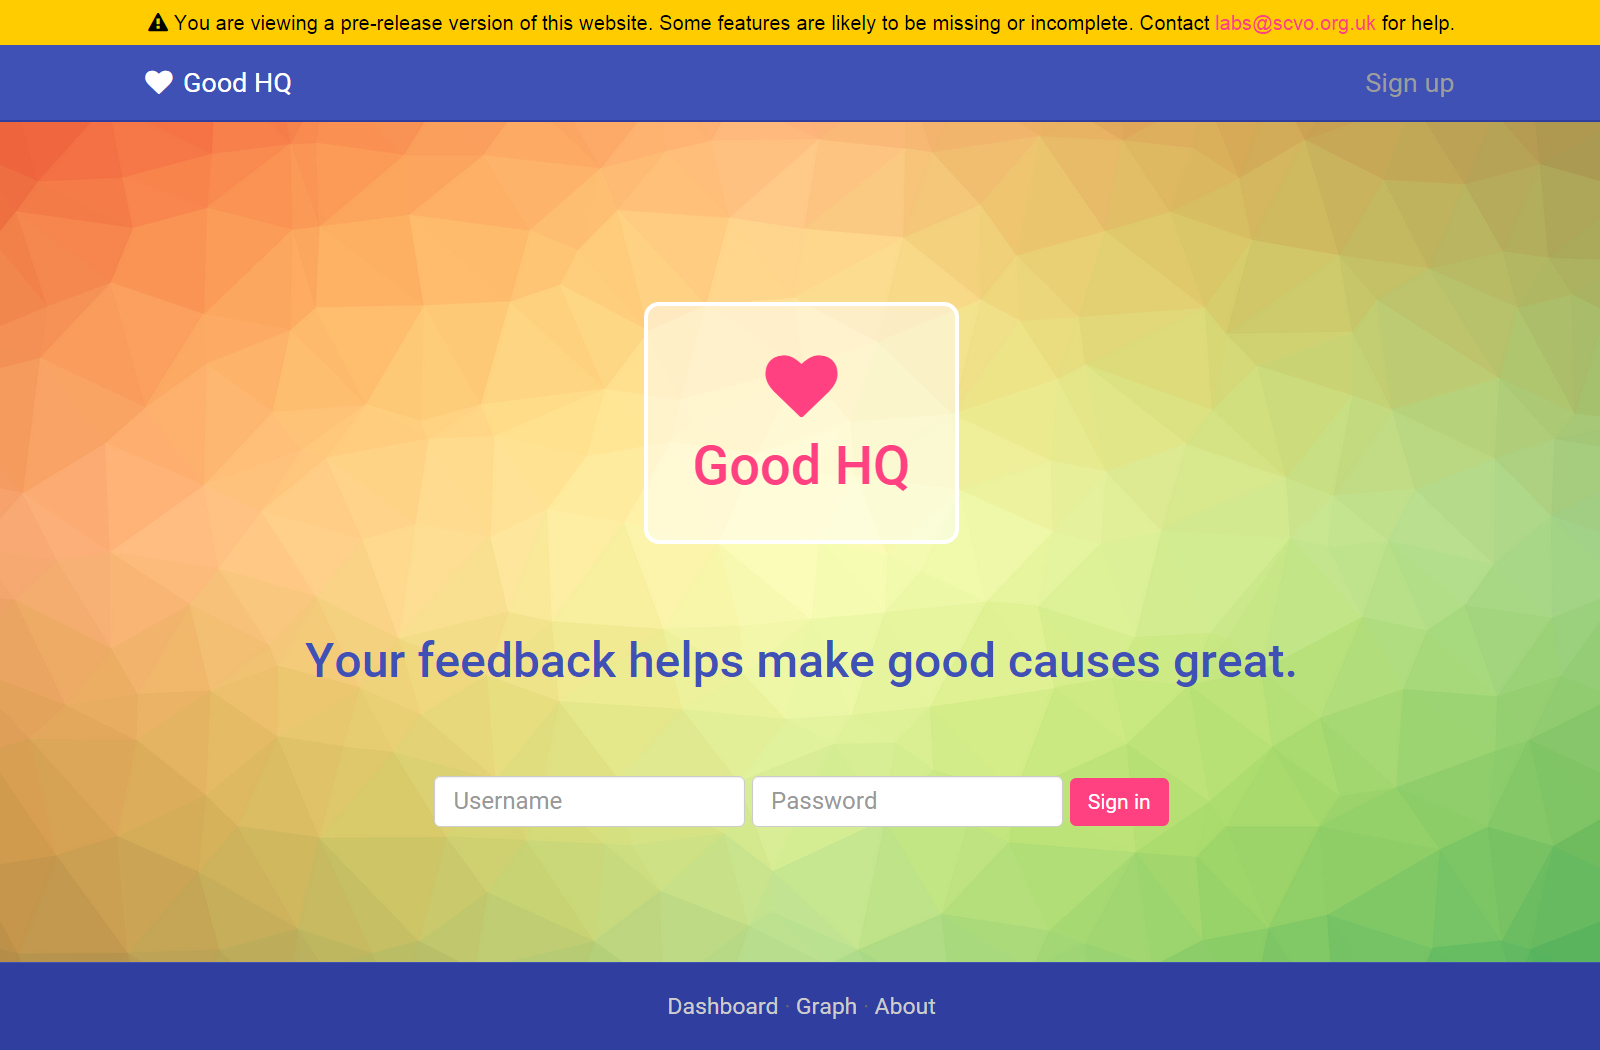 You are viewing a pre-release version of this website. Some features are likely to be missing or incomplete. Contact labs@scvo.org.uk for help.
Good HQ
Sign up
Good HQ
Your feedback helps make good causes great.
Username
Password
Sign in
Dashboard · Graph · About